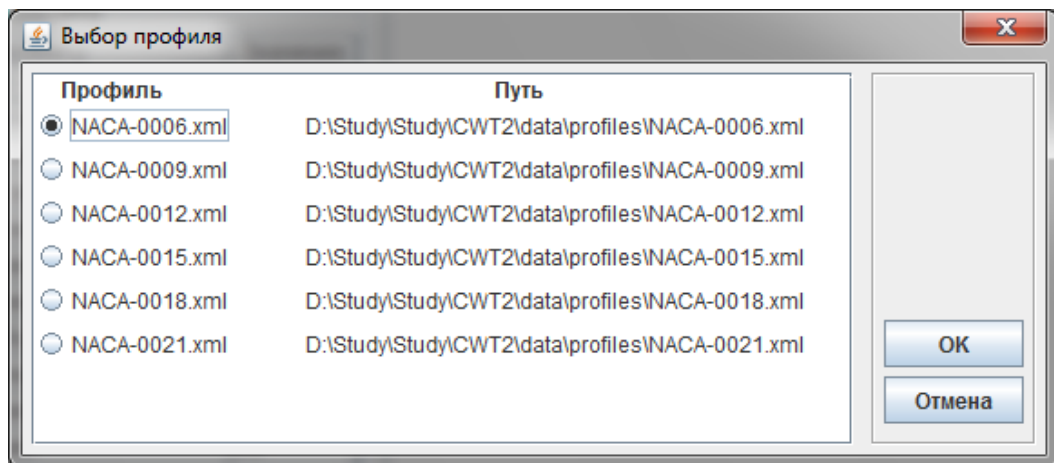 Выбор профиля
Профиль Путь
NACA-0006.xml D:\Study\Study\CWT2\data\profiles\NACA-0006.xml
NACA-0009.xml D:\Study\Study\CWT2\data\profiles\NACA-0009.xml
NACA-0012.xml D:\Study\Study\CWT2\data\profiles\NACA-0012.xml
NACA-0015.xml D:\Study\Study\CWT2\data\profiles\NACA-0015.xml
NACA-0018.xml D:\Study\Study\CWT2\data\profiles\NACA-0018.xml
NACA-0021.xml D:\Study\Study\CWT2\data\profiles\NACA-0021.xml
OK
Отмена